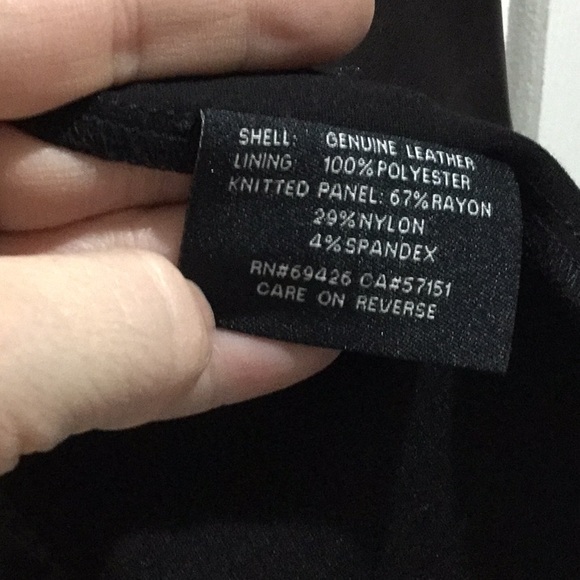 SHELL: GENUINE LEATHER
LINING: 100% POLYESTER
KNITTED PANEL: 67% RAYON
29% NYLON
4% SPANDEX
RN#69426 CA#57151
CARE ON REVERSE